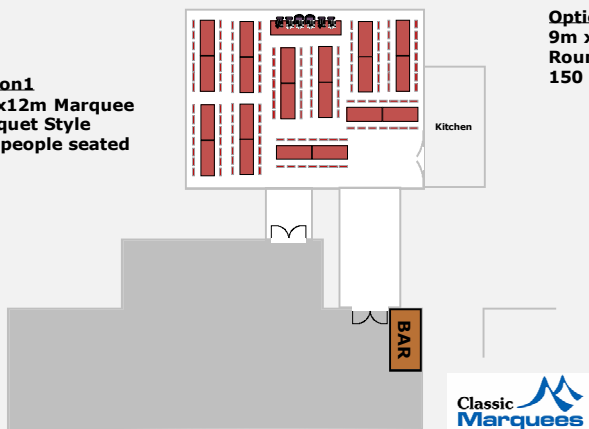 on1
x12m Marquee
quet Style
people seated
Optio
9m x
Roun
150
Kitchen
BAR
Classic
Marquees